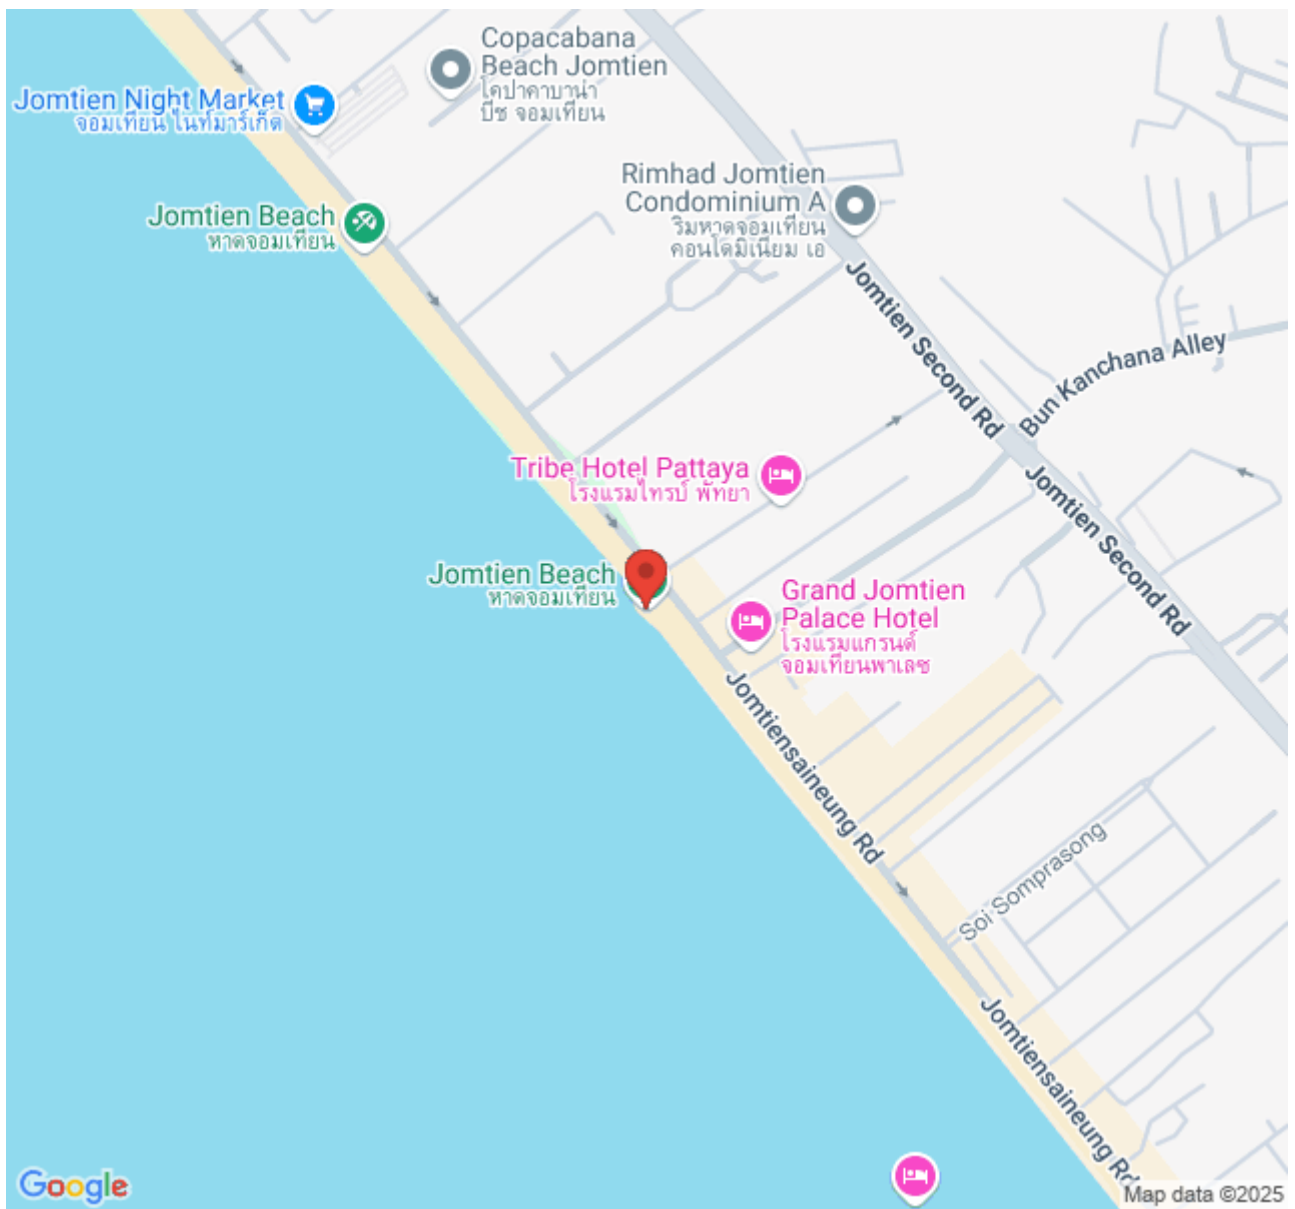 Copacabana
Beach Jomtien
โคปาคาบาน่า
บีช จอมเทียน
Jomtien Night Market
จอมเทียน ไนท์มาร์เก็ต
Rimhad Jomtien
Condominium A
ริมหาดจอมเทียน
คอนโดมิเนียม เอ
Jomtien Beach
หาดจอมเทียน
Jomtien Second Rd
Bun Kanchana Alley
Tribe Hotel Pattaya
โรงแรมไทรบ์ พัทยา
Jomtien Second Rd
Jomtien Beach
หาดจอมเทียน
Grand Jomtien
Palace Hotel
โรงแรมแกรนด์
จอมเทียนพาเลซ
Jomtiensaineung Rd
Soi Somprasong
Jomtiensaineung Rd
Google
Map data ©2025